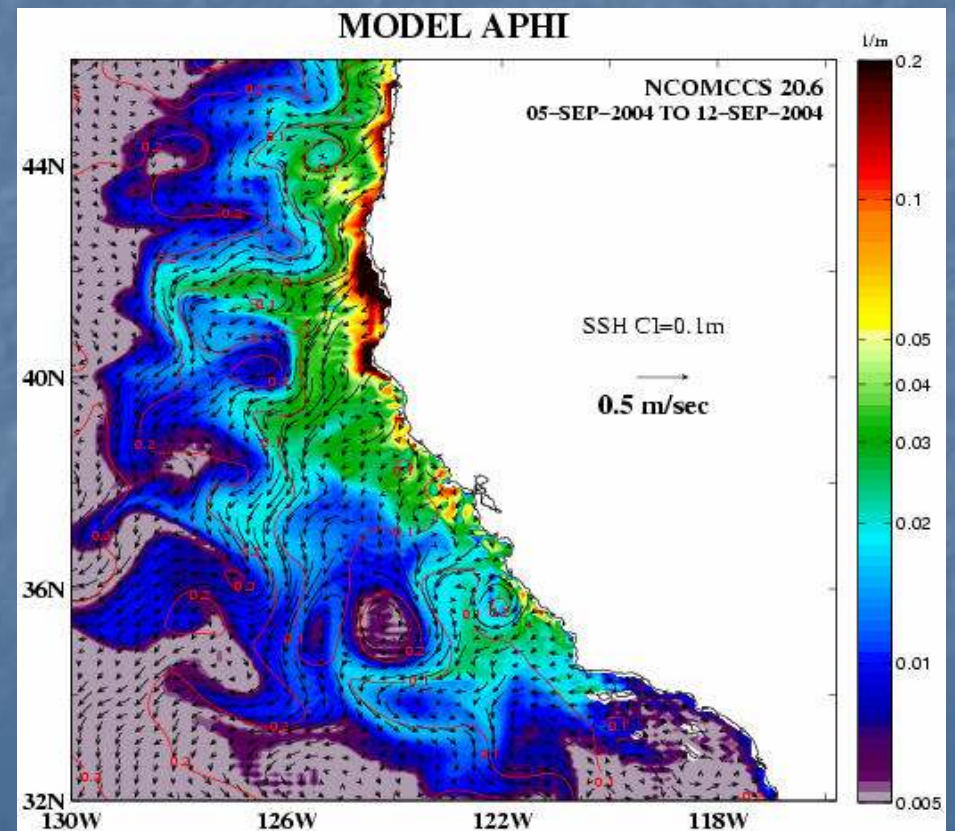 MODEL APHI
1/m
NCOMCCS 20.6
05-SEP-2004 TO 12-SEP-2004
0.2
44N
0.1
SSH CI=0.1m
0.05
40N
0.04
0.5 m/sec
0.03
0.02
36N
0.01
32N
0.005
130W
126W
122W
118W